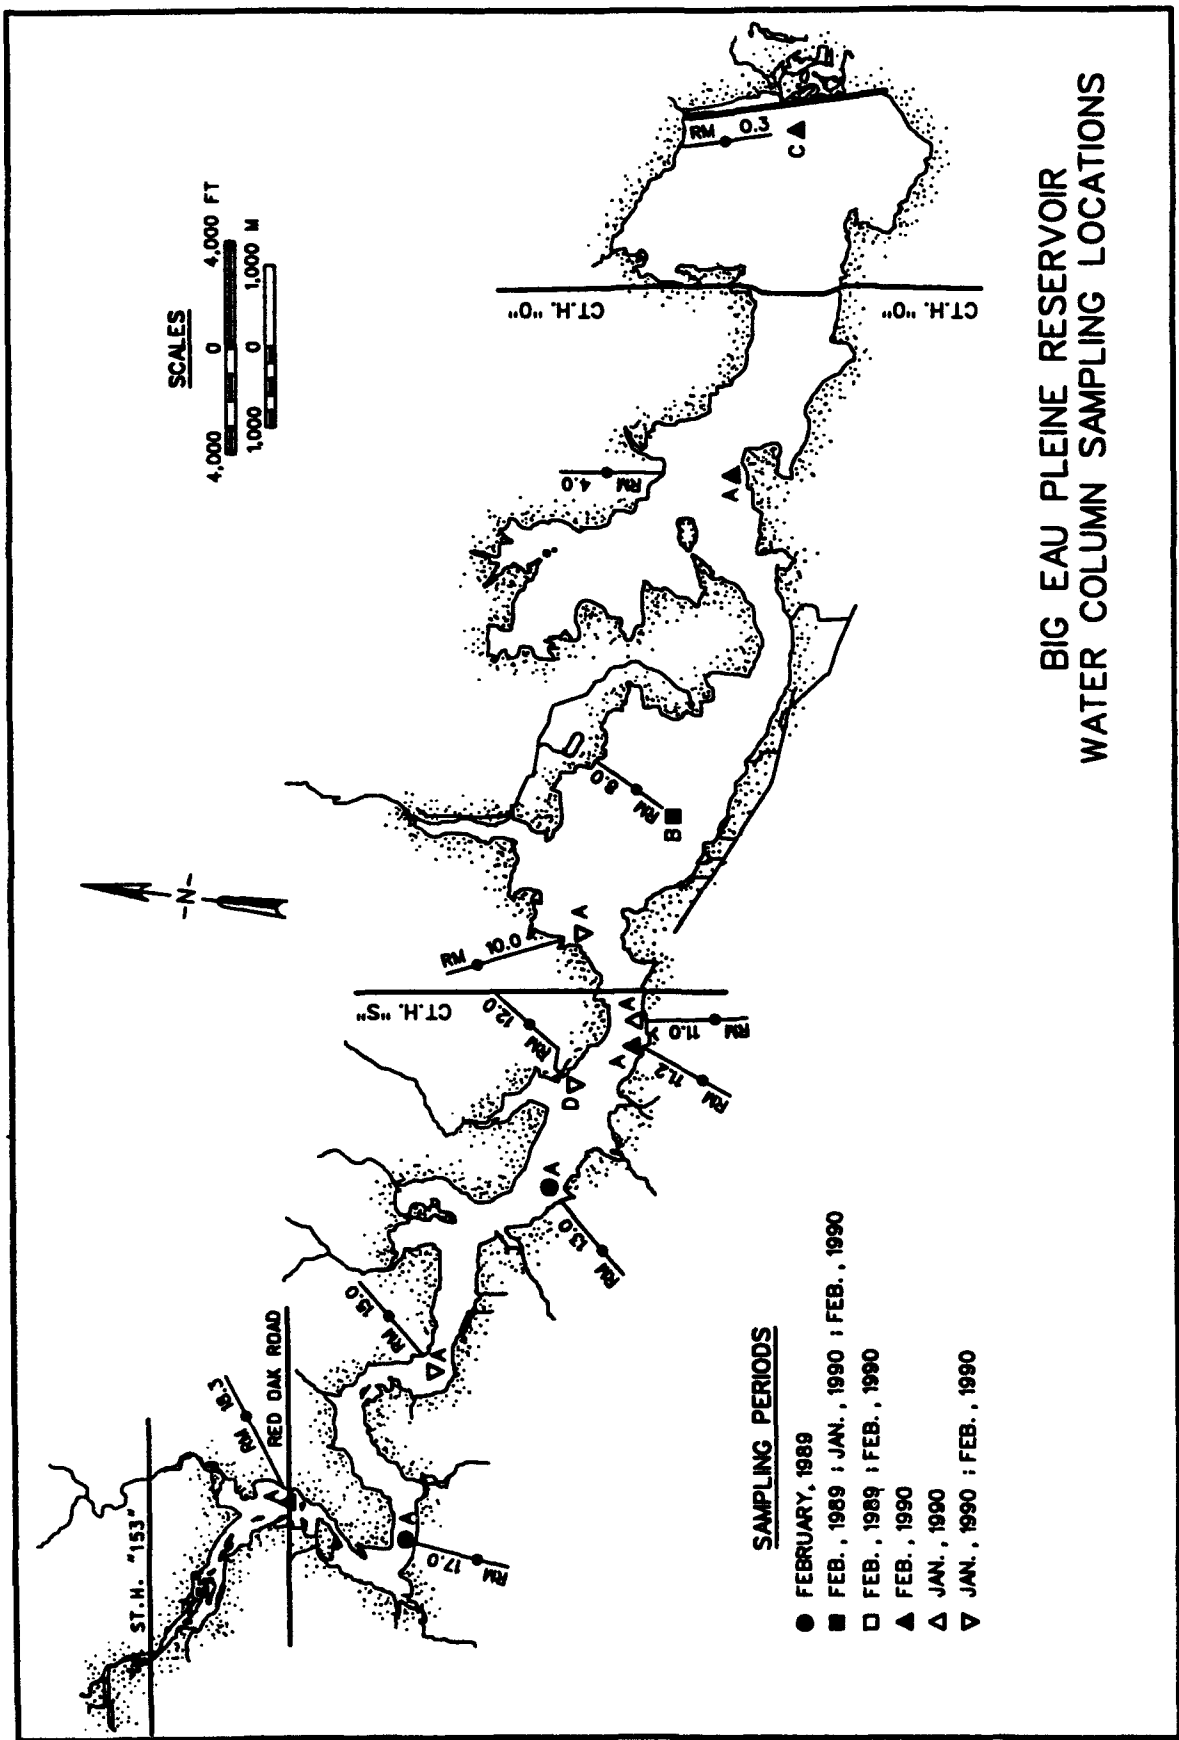 SCALES
4,000 0 4,000 FT
1,000 0 1,000 M
-N-
ST.H. "153"
RED OAK ROAD
RM 18.3
A
A
RM 17.0
RM 15.0
A
RM 13.0
A
RM 12.0
D
CT.H. "S"
RM 11.2
A
RM 11.0
A
RM 10.0
A
RM 8.0
B
RM 4.0
A
CT.H. "O"
CT.H. "O"
RM 0.3
C
SAMPLING PERIODS
FEBRUARY, 1989
FEB., 1989 ; JAN., 1990 ; FEB., 1990
FEB., 1989 ; FEB., 1990
FEB., 1990
JAN., 1990
JAN., 1990 ; FEB., 1990
BIG EAU PLEINE RESERVOIR
WATER COLUMN SAMPLING LOCATIONS